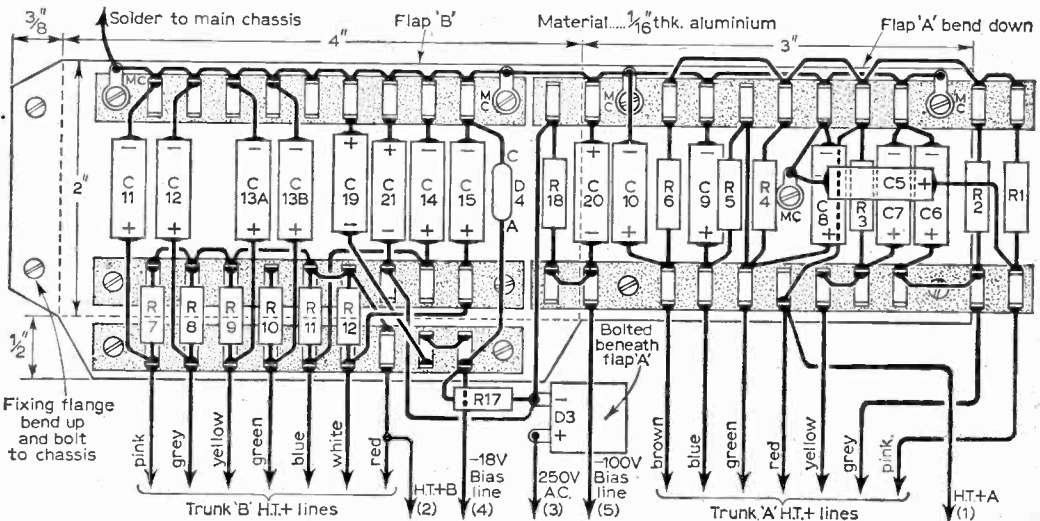 3/8"
Solder to main chassis
4"
Flap 'B'
Material..... 1/16" thk. aluminium
3"
Flap 'A' bend down
MC
MC
MC
MC
2"
C 11
C 12
C 13A
C 13B
C 19
C 21
C 14
C 15
C D4 A
R 18
C 20
C 10
R 6
C 9
R 5
R 4
MC
C 8
R 3
C5
C7
C6
R 2
R1
R 7
R 8
R 9
R 10
R 11
R 12
1/2"
Fixing flange
bend up
and bolt
to chassis
R17
D3
Bolted
beneath
flap 'A'
pink
grey
yellow
green
blue
white
red
H.T.+B
(2)
-18V
Bias
line
(4)
250V
A.C.
(3)
-100V
Bias
line
(5)
brown
blue
green
red
yellow
grey
pink.
H.T.+A
(1)
Trunk 'B' H.T.+ lines
Trunk 'A' H.T.+ lines